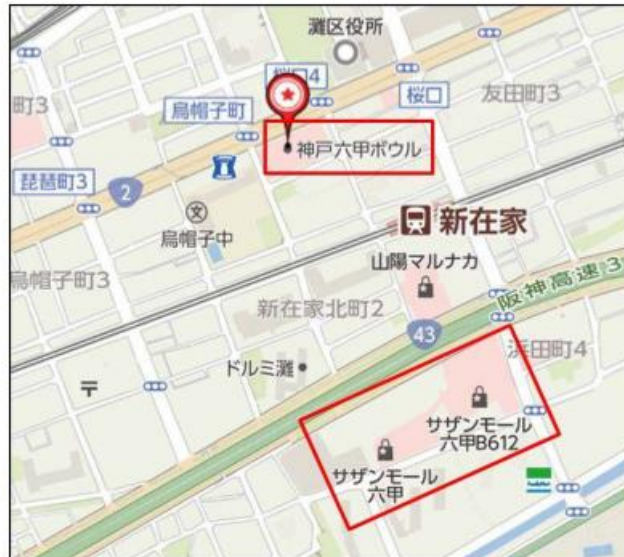 灘区役所
桜口4
町3
烏帽子町
桜口
友田町3
神戸六甲ボウル
琵琶町3
2
文
烏帽子中
新在家
烏帽子町3
山陽マルナカ
阪神高速3
新在家北町2
43
浜田町4
ドルミ灘
サザンモール
六甲B612
サザンモール
六甲